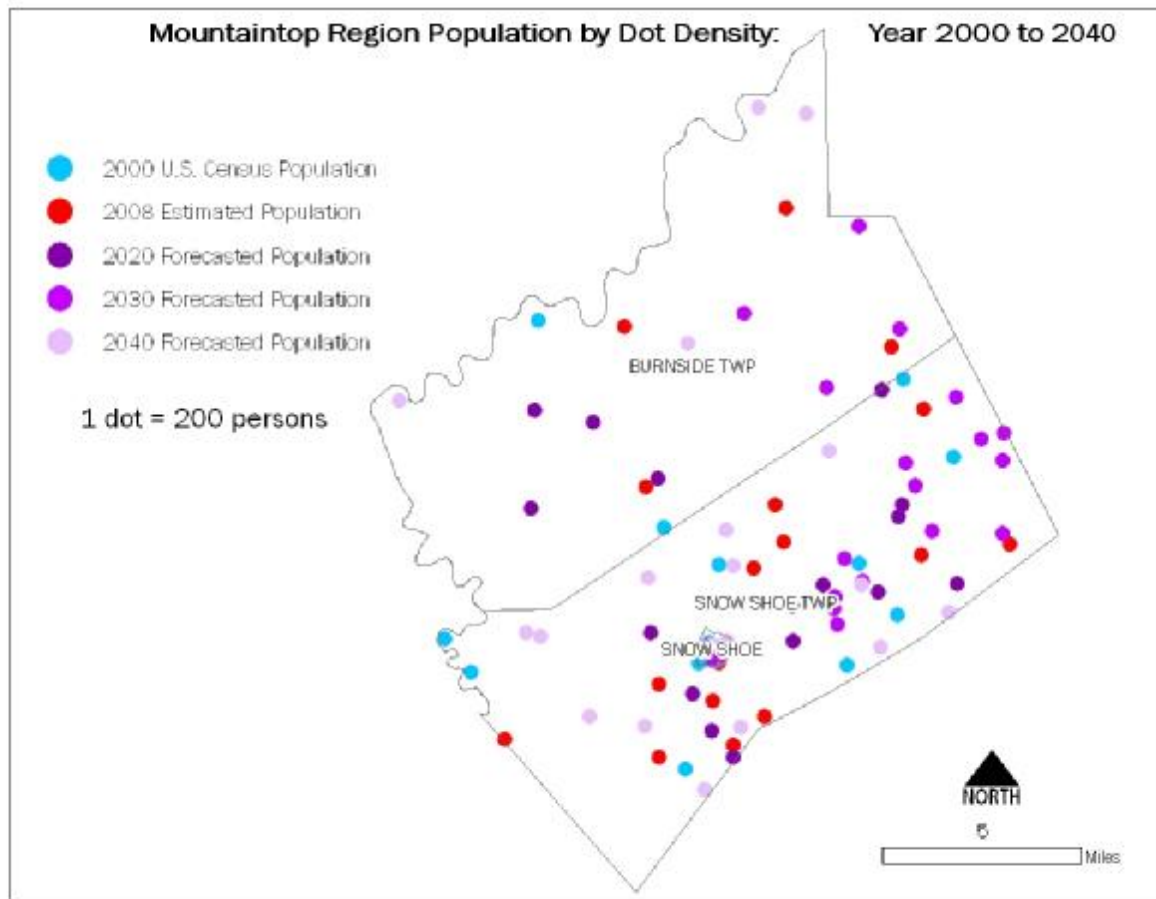 Mountaintop Region Population by Dot Density: Year 2000 to 2040
2000 U.S. Census Population
2008 Estimated Population
2020 Forecasted Population
2030 Forecasted Population
2040 Forecasted Population
1 dot = 200 persons
BURNSIDE TWP
SNOW SHOE TWP
SNOW SHOE
NORTH
5
Miles